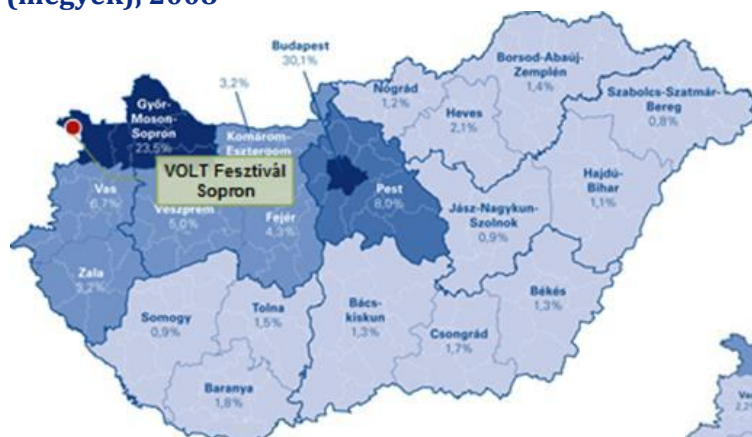 (megyék), 2008
Budapest
30,1%
3,2%
Borsod-Abaúj-
Zemplén
1,4%
Nógrád
1,2%
Szabolcs-Szatmár-
Bereg
0,8%
Győr-
Moson-
Sopron
23,5%
Komárom-
Esztergom
Heves
2,1%
VOLT Fesztivál
Sopron
Hajdú-
Bihar
1,1%
Vas
6,7%
Veszprém
5,0%
Fejér
4,3%
Pest
8,0%
Jász-Nagykun-
Szolnok
0,9%
Zala
3,2%
Somogy
0,9%
Tolna
1,5%
Bács-
kiskun
1,3%
Békés
1,3%
Csongrád
1,7%
Baranya
1,8%